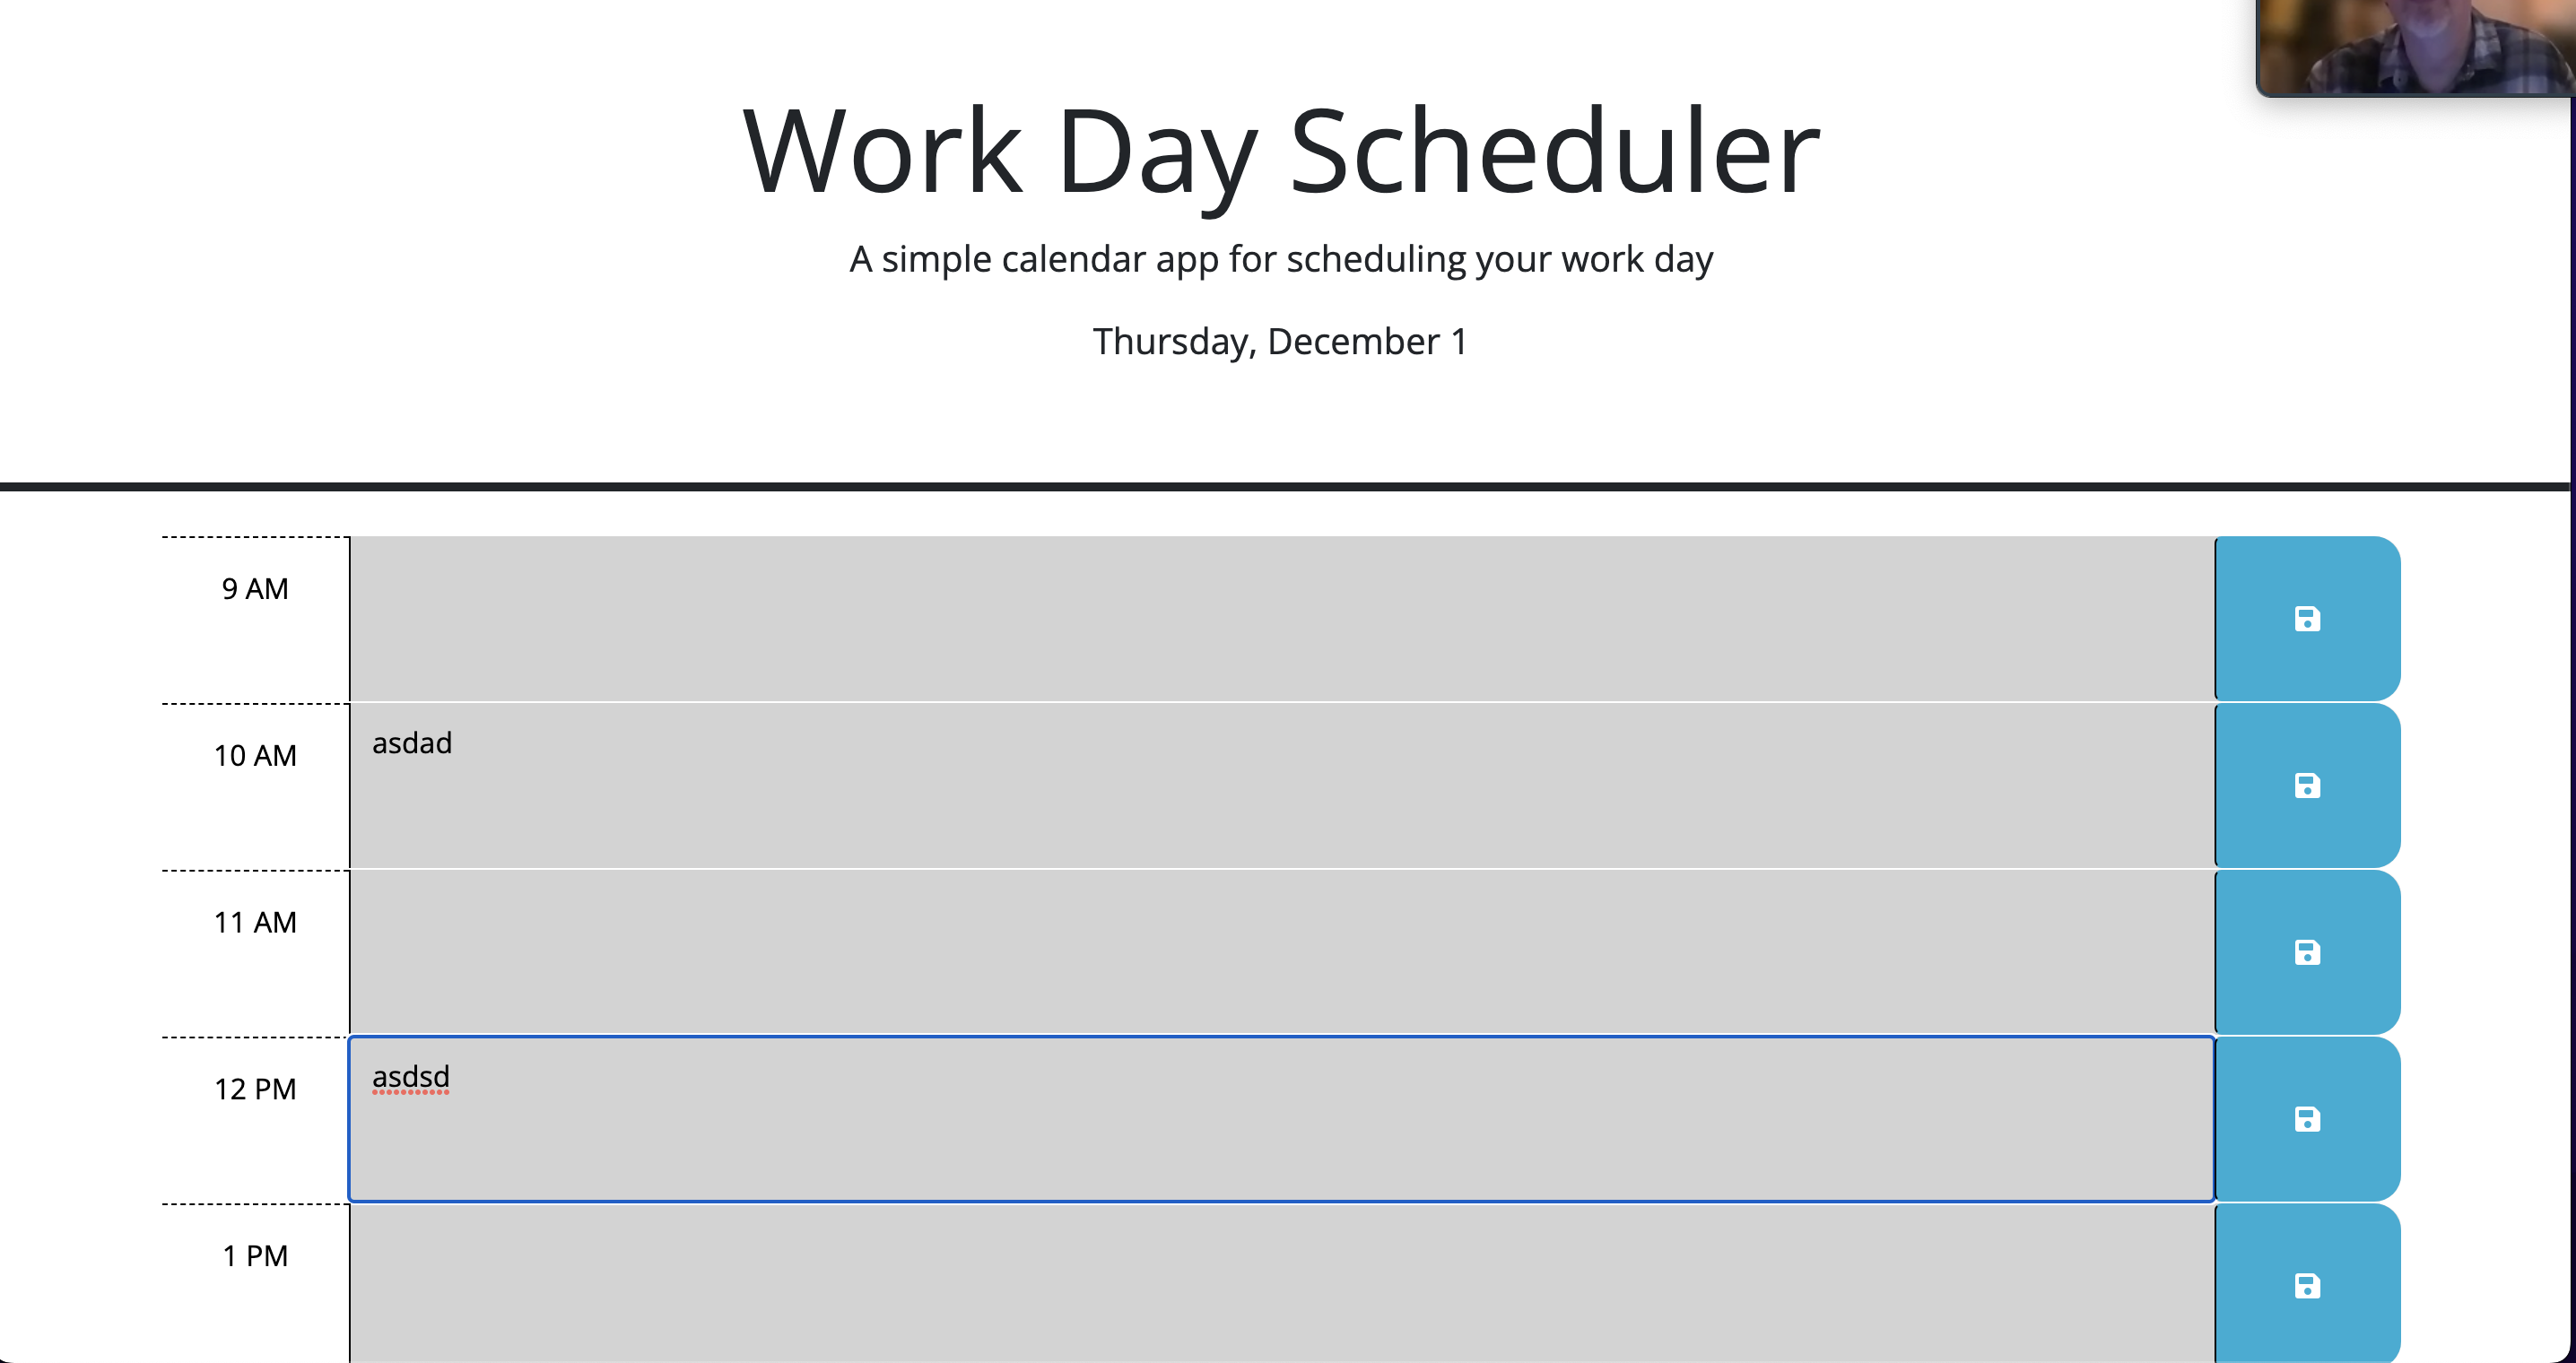 Work Day Scheduler
A simple calendar app for scheduling your work day
Thursday, December 1
9 AM
10 AM
asdad
11 AM
12 PM
asdsd
1 PM